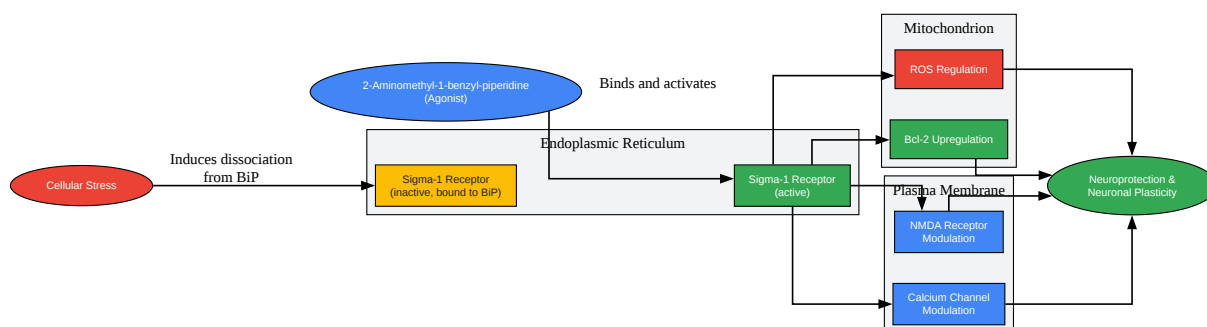 Mitochondrion
ROS Regulation
2-Aminomethyl-1-benzyl-piperidine
(Agonist)
Binds and activates
Bcl-2 Upregulation
Endoplasmic Reticulum
Induces dissociation
from BiP
Cellular Stress
Sigma-1 Receptor
(inactive, bound to BiP)
Sigma-1 Receptor
(active)
Plasma Membrane
Neuroprotection &
Neuronal Plasticity
NMDA Receptor
Modulation
Calcium Channel
Modulation